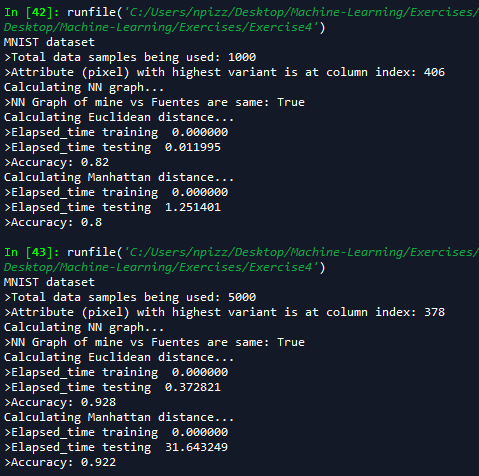 In [42]: runfile('C:/Users/npizz/Desktop/Machine-Learning/Exercises/
Desktop/Machine-Learning/Exercises/Exercise4')
MNIST dataset
>Total data samples being used: 1000
>Attribute (pixel) with highest variant is at column index: 406
Calculating NN graph...
>NN Graph of mine vs Fuentes are same: True
Calculating Euclidean distance...
>Elapsed_time training  0.000000
>Elapsed_time testing  0.011995
>Accuracy: 0.82
Calculating Manhattan distance...
>Elapsed_time training  0.000000
>Elapsed_time testing  1.251401
>Accuracy: 0.8
In [43]: runfile('C:/Users/npizz/Desktop/Machine-Learning/Exercises/
Desktop/Machine-Learning/Exercises/Exercise4')
MNIST dataset
>Total data samples being used: 5000
>Attribute (pixel) with highest variant is at column index: 378
Calculating NN graph...
>NN Graph of mine vs Fuentes are same: True
Calculating Euclidean distance...
>Elapsed_time training  0.000000
>Elapsed_time testing  0.372821
>Accuracy: 0.928
Calculating Manhattan distance...
>Elapsed_time training  0.000000
>Elapsed_time testing  31.643249
>Accuracy: 0.922